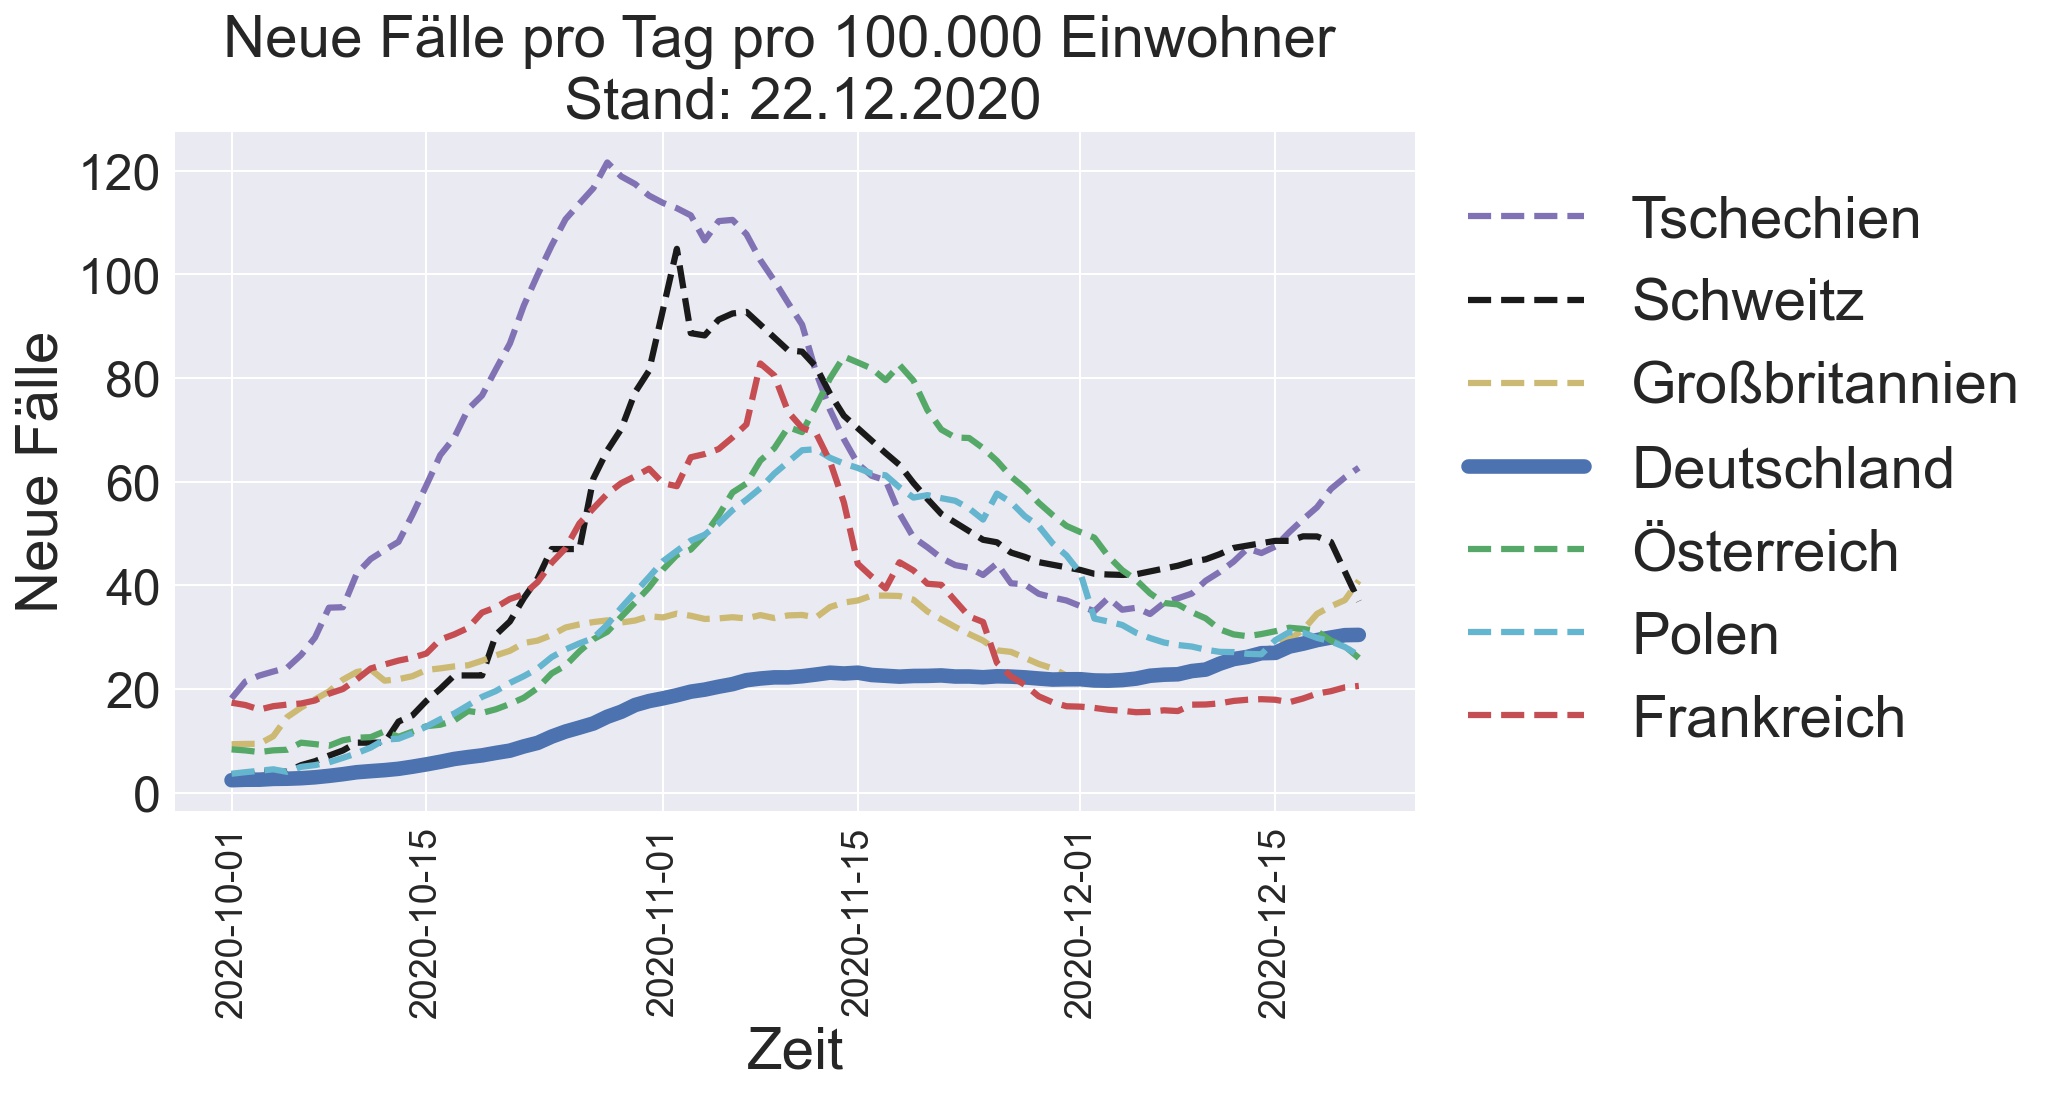 Neue Fälle pro Tag pro 100.000 Einwohner
Stand: 22.12.2020
Neue Fälle
120
100
80
60
40
20
0
2020-10-01
2020-10-15
2020-11-01
2020-11-15
2020-12-01
2020-12-15
Zeit
Tschechien
Schweitz
Großbritannien
Deutschland
Österreich
Polen
Frankreich